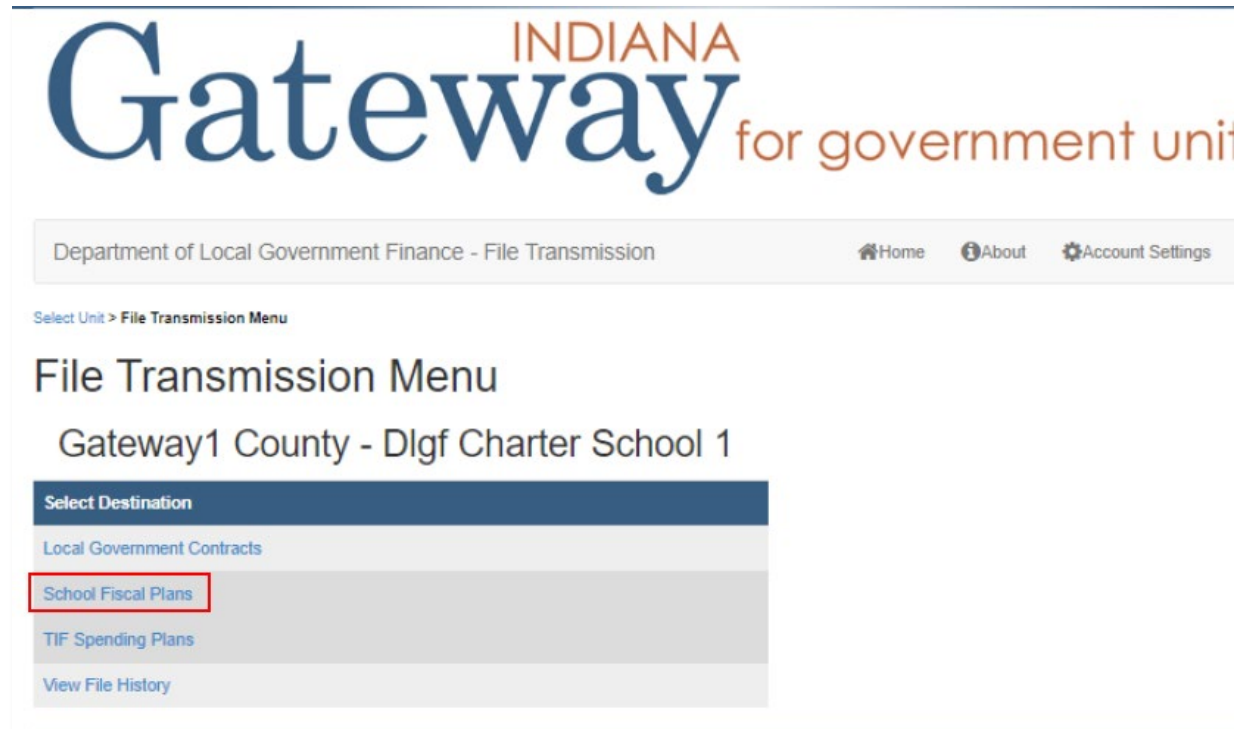 INDIANA
Gateway for government unit
Department of Local Government Finance - File Transmission Home About Account Settings
Select Unit > File Transmission Menu
File Transmission Menu
Gateway1 County - Dlgf Charter School 1
Select Destination
Local Government Contracts
School Fiscal Plans
TIF Spending Plans
View File History